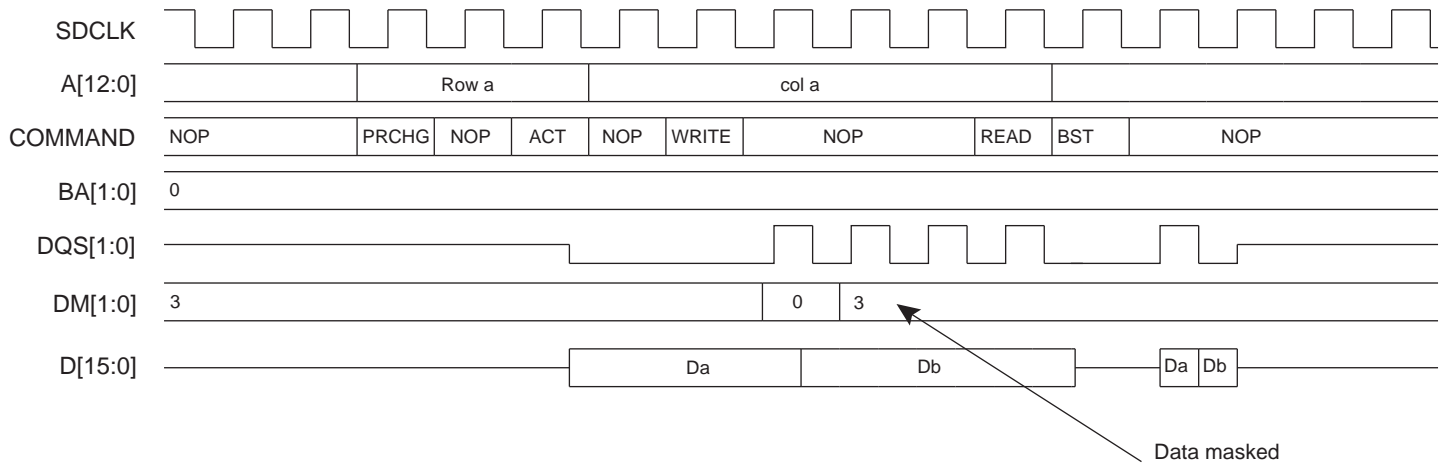 SDCLK
A[12:0] Row a col a
COMMAND NOP PRCHG NOP ACT NOP WRITE NOP READ BST NOP
BA[1:0] 0
DQS[1:0]
DM[1:0] 3 0 3
D[15:0] Da Db Da Db
Data masked